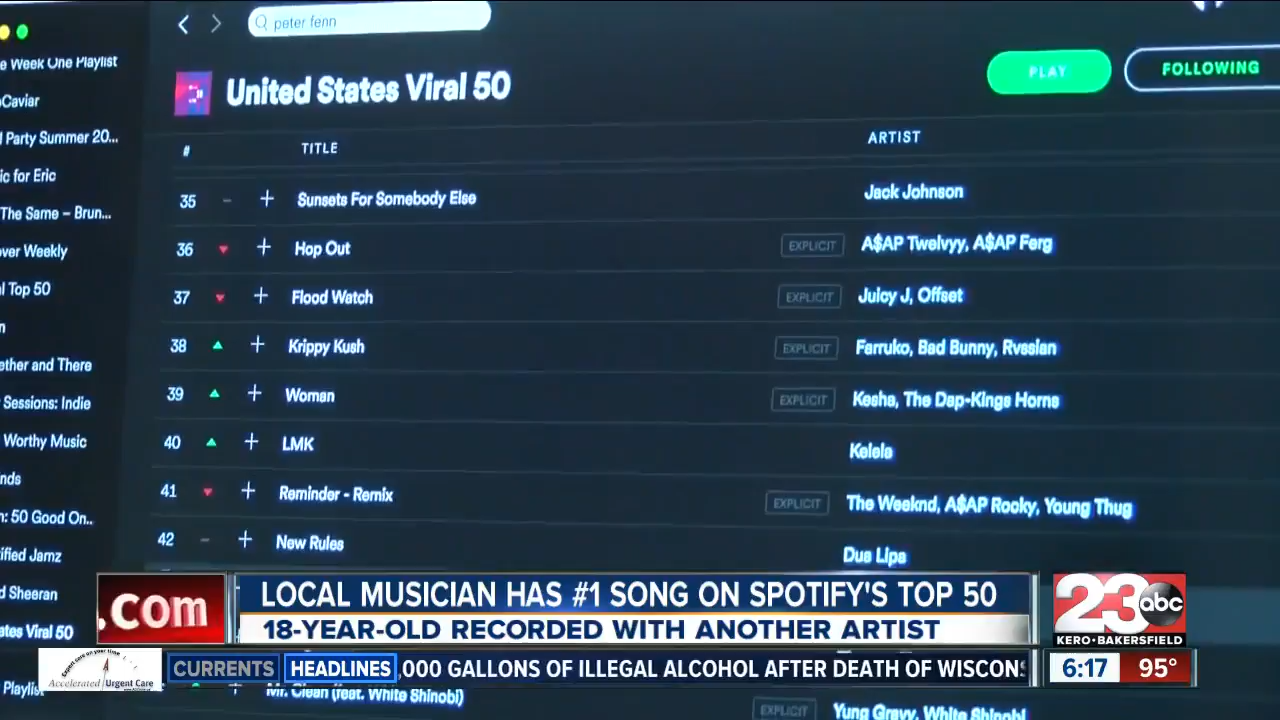 peter fenn
United States Viral 50
PLAY
FOLLOWING
# TITLE ARTIST
35 – + Sunsets For Somebody Else Jack Johnson
36 + Hop Out EXPLICIT A$AP Twelvyy, A$AP Ferg
37 + Flood Watch EXPLICIT Juicy J, Offset
38 + Krippy Kush EXPLICIT Farruko, Bad Bunny, Rvssian
39 + Woman EXPLICIT Kesha, The Dap-Kings Horns
40 + LMK Kelela
41 + Reminder - Remix EXPLICIT The Weeknd, A$AP Rocky, Young Thug
42 – + New Rules Dua Lipa
Mr. Clean (feat. White Shinobi) EXPLICIT Yung Gravy, White Shinobi
e Week One Playlist
Caviar
l Party Summer 20...
ic for Eric
The Same – Brun...
over Weekly
l Top 50
n
ether and There
Sessions: Indie
Worthy Music
nds
n: 50 Good On..
ified Jamz
d Sheeran
ates Viral 50
Playlist
.com
LOCAL MUSICIAN HAS #1 SONG ON SPOTIFY'S TOP 50
18-YEAR-OLD RECORDED WITH ANOTHER ARTIST
23 abc
KERO·BAKERSFIELD
Accelerated Urgent Care
CURRENTS HEADLINES ,000 GALLONS OF ILLEGAL ALCOHOL AFTER DEATH OF WISCONS
6:17 95°